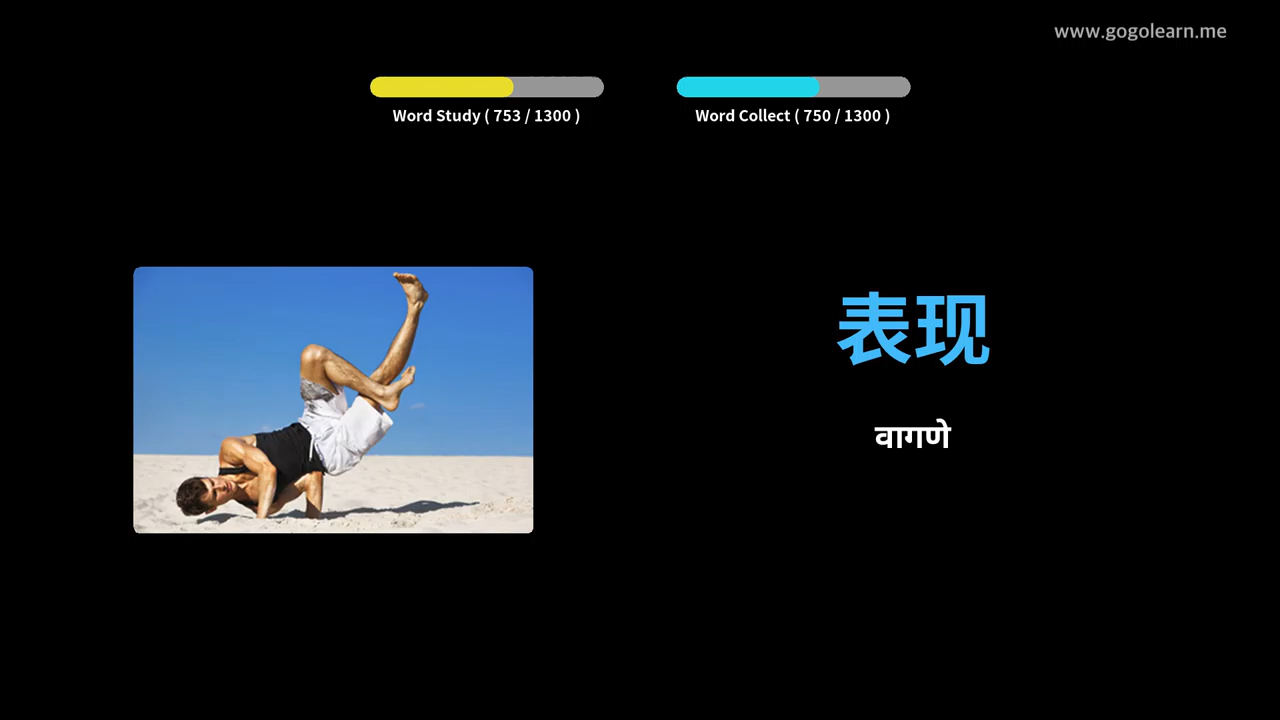 www.gogolearn.me
Word Study ( 753 / 1300 )
Word Collect ( 750 / 1300 )
表现
वागणे